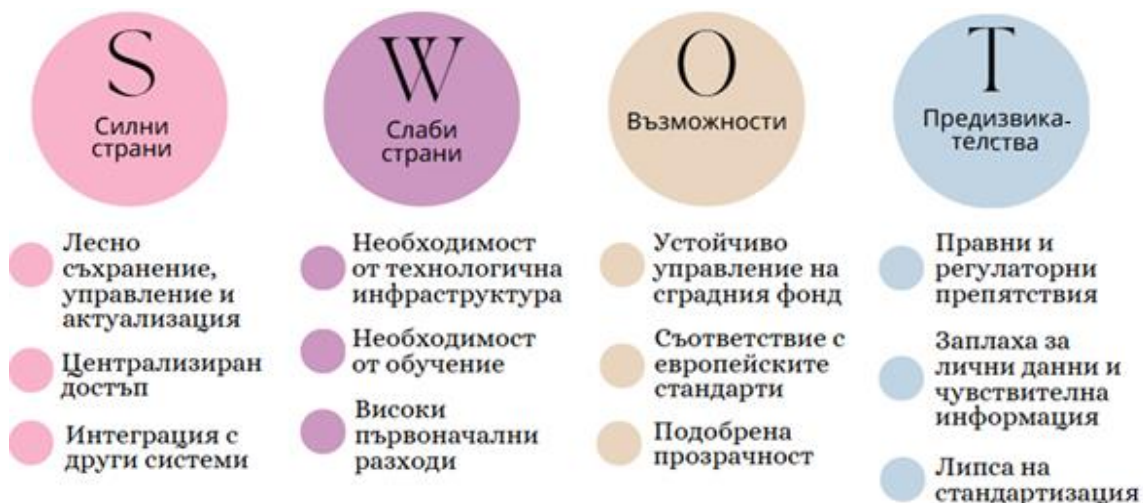 S
Силни
страни
Лесно
съхранение,
управление и
актуализация
Централизиран
достъп
Интеграция с
други системи
W
Слаби
страни
Необходимост
от технологична
инфраструктура
Необходимост
от обучение
Високи
първоначални
разходи
O
Възможности
Устойчиво
управление на
сградния фонд
Съответствие с
европейските
стандарти
Подобрена
прозрачност
T
Предизвика-
телства
Правни и
регулаторни
препятствия
Заплаха за
лични данни и
чувствителна
информация
Липса на
стандартизация